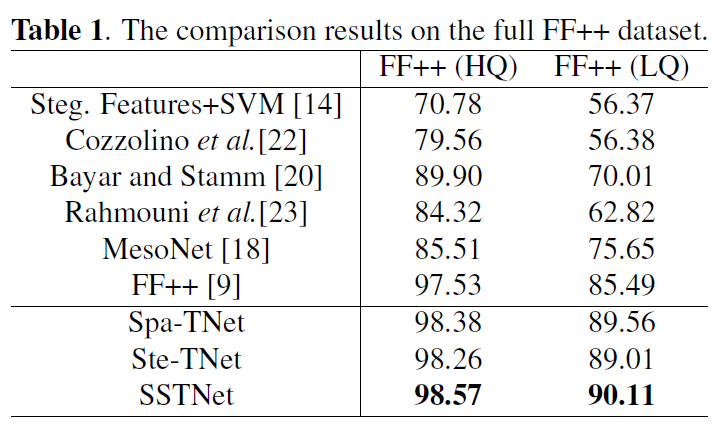 Table 1. The comparison results on the full FF++ dataset.
FF++ (HQ) FF++ (LQ)
Steg. Features+SVM [14] 70.78 56.37
Cozzolino et al.[22] 79.56 56.38
Bayar and Stamm [20] 89.90 70.01
Rahmouni et al.[23] 84.32 62.82
MesoNet [18] 85.51 75.65
FF++ [9] 97.53 85.49
Spa-TNet 98.38 89.56
Ste-TNet 98.26 89.01
SSTNet 98.57 90.11